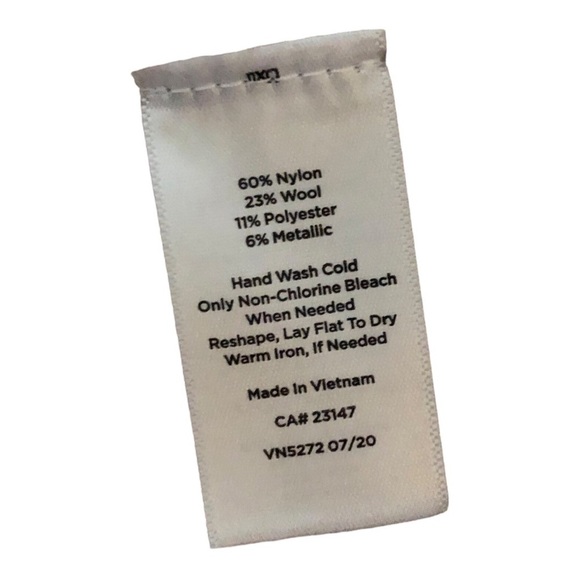 60% Nylon
23% Wool
11% Polyester
6% Metallic
Hand Wash Cold
Only Non-Chlorine Bleach
When Needed
Reshape, Lay Flat To Dry
Warm Iron, If Needed
Made In Vietnam
CA# 23147
VN5272 07/20